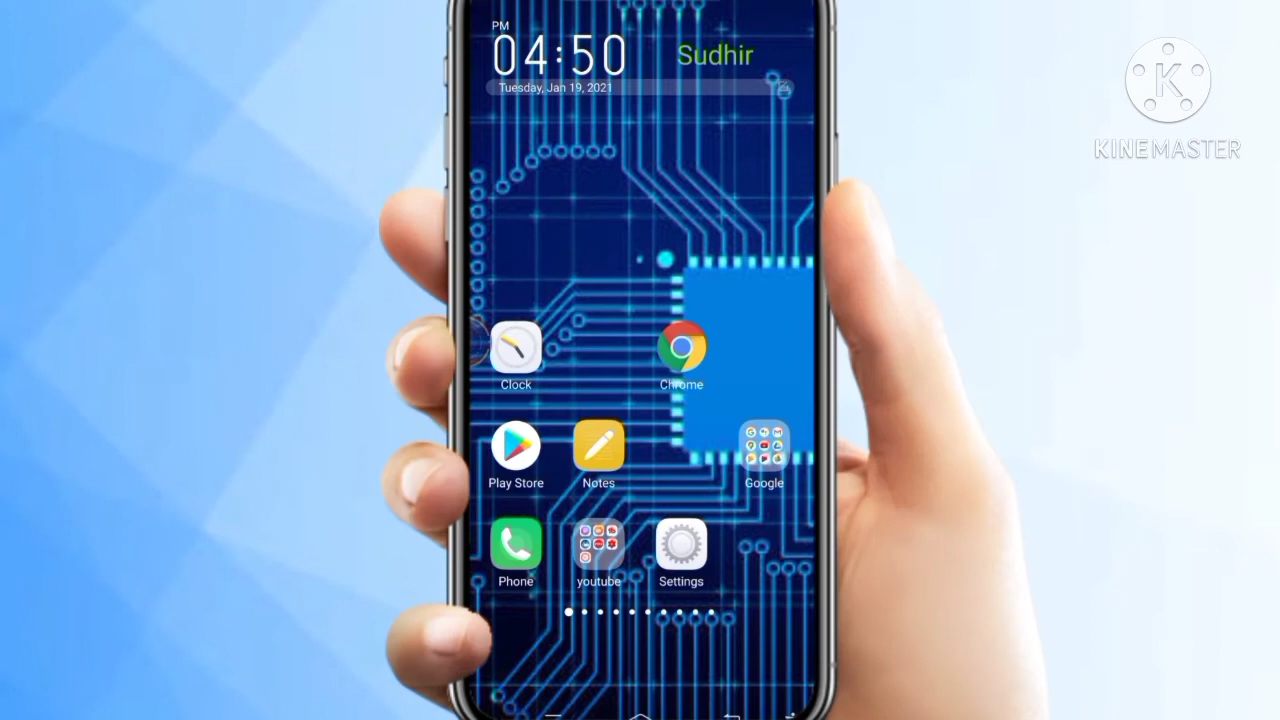 PM
04:50
Sudhir
Tuesday, Jan 19, 2021
K
KINEMASTER
Clock
Chrome
Play Store
Notes
Google
Phone
youtube
Settings